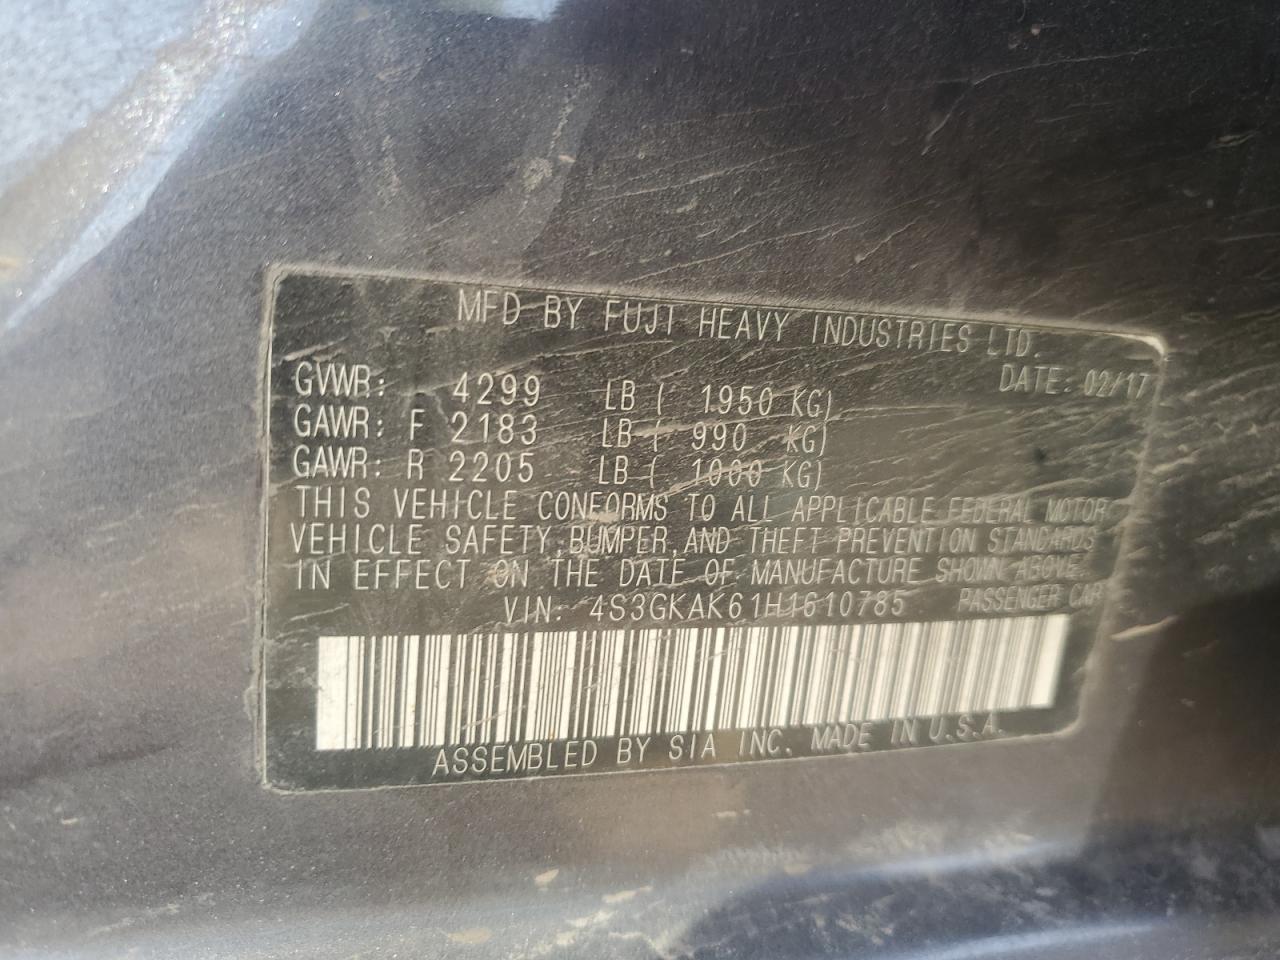 MFD BY FUJI HEAVY INDUSTRIES LTD.
DATE: 02/17
GVWR: 4299 LB ( 1950 KG)
GAWR: F 2183 LB ( 990 KG)
GAWR: R 2205 LB ( 1000 KG)
THIS VEHICLE CONFORMS TO ALL APPLICABLE FEDERAL MOTOR
VEHICLE SAFETY, BUMPER, AND THEFT PREVENTION STANDARDS
IN EFFECT ON THE DATE OF MANUFACTURE SHOWN ABOVE.
VIN: 4S3GKAK61H1610785 PASSENGER CAR
ASSEMBLED BY SIA INC. MADE IN U.S.A.